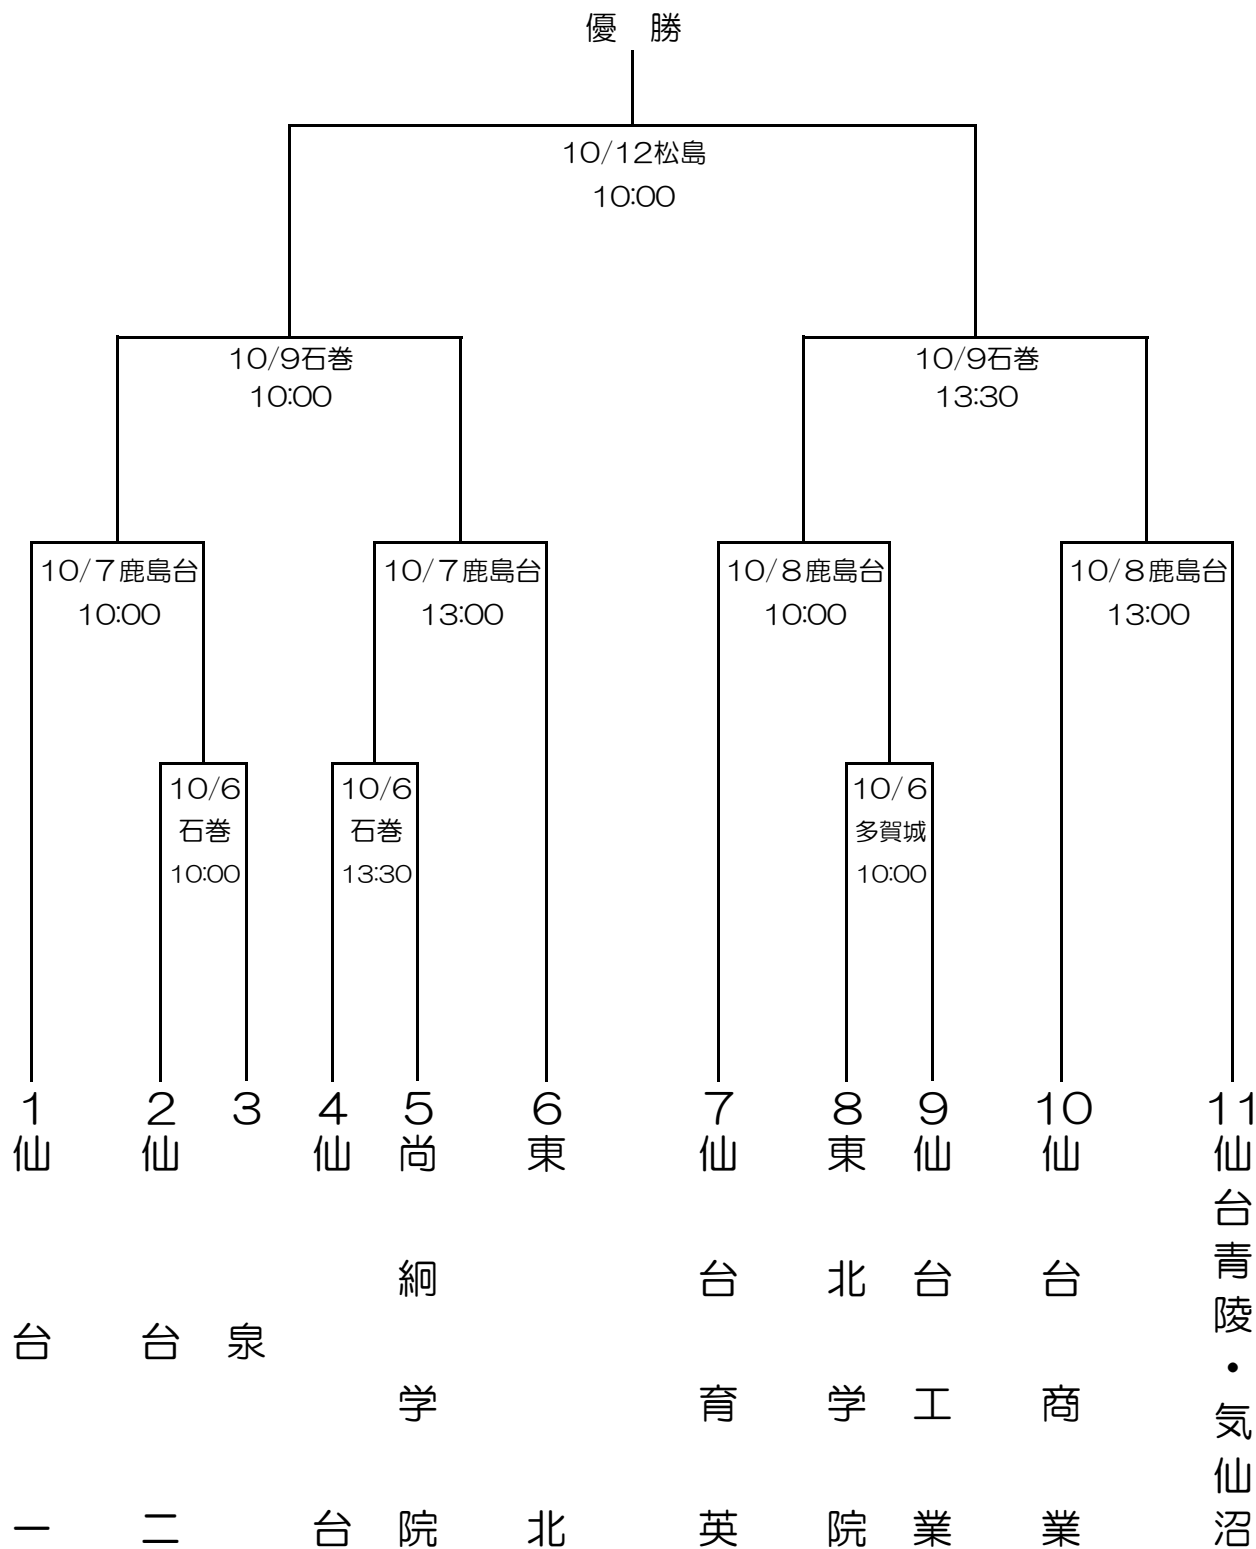 優　勝
10/12松島
10:00
10/9石巻
10:00
10/9石巻
13:30
10/7鹿島台
10:00
10/7鹿島台
13:00
10/8鹿島台
10:00
10/8鹿島台
13:00
10/6
石巻
10:00
10/6
石巻
13:30
10/6
多賀城
10:00
1
仙台一
2
仙台二
3
泉
4
仙台
5
尚絅学院
6
東北
7
仙台育英
8
東北学院
9
仙台工業
10
仙台商業
11
仙台青陵・気仙沼